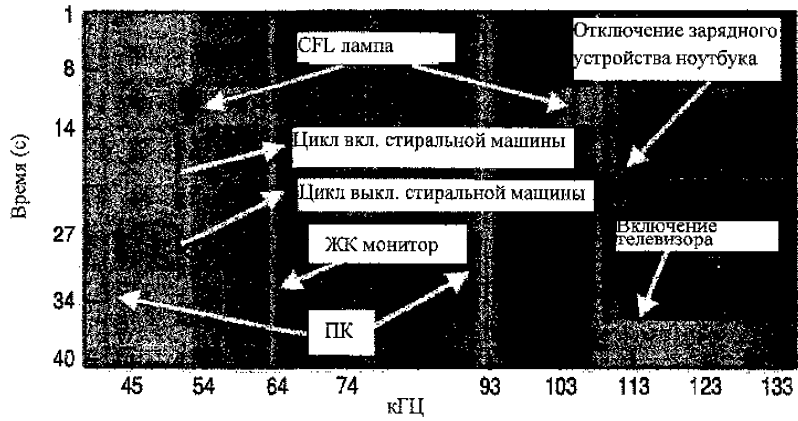 1
8
14
27
34
40
Время (с)
CFL лампа
Отключение зарядного
устройства ноутбука
Цикл вкл. стиральной машины
Цикл выкл. стиральной машины
Включение
телевизора
ЖК монитор
ПК
45 54 64 74 93 103 113 123 133
кГЦ